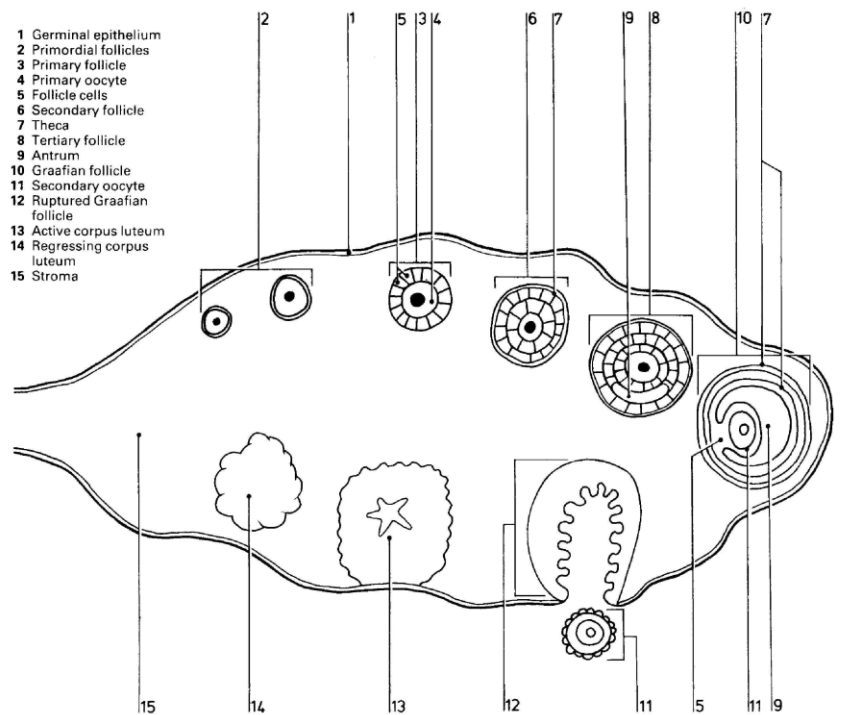 2 1 5 3 4 6 7 9 8 10 7
1 Germinal epithelium
2 Primordial follicles
3 Primary follicle
4 Primary oocyte
5 Follicle cells
6 Secondary follicle
7 Theca
8 Tertiary follicle
9 Antrum
10 Graafian follicle
11 Secondary oocyte
12 Ruptured Graafian
follicle
13 Active corpus luteum
14 Regressing corpus
luteum
15 Stroma
15 14 13 12 11 5 11 9